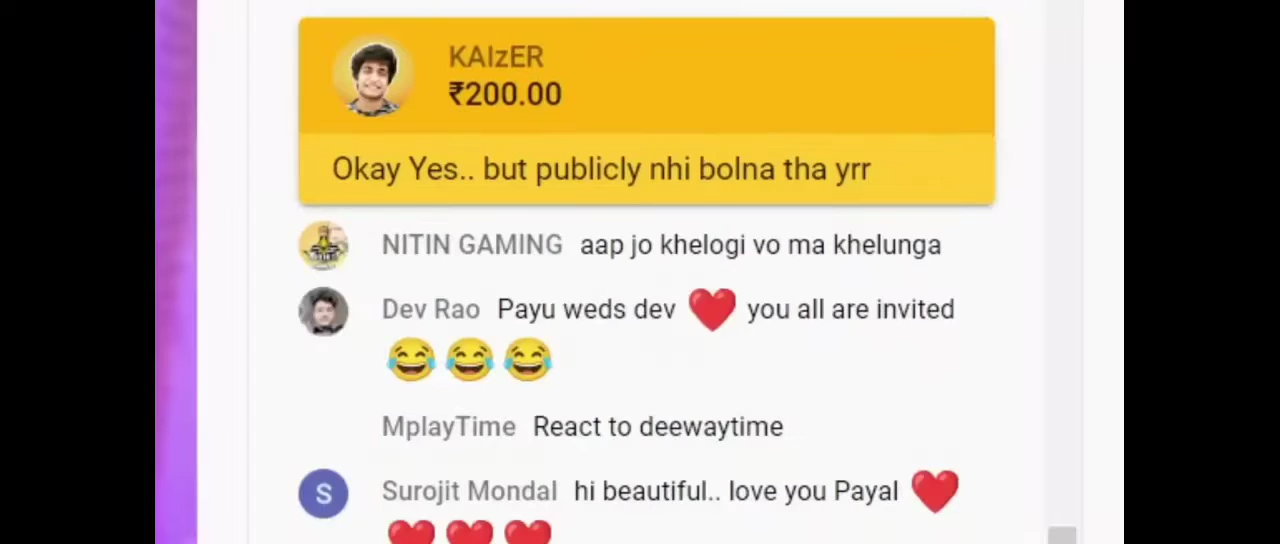 KAIzER
₹200.00
Okay Yes.. but publicly nhi bolna tha yrr
NITIN GAMING aap jo khelogi vo ma khelunga
Dev Rao Payu weds dev ❤️ you all are invited
😂😂😂
MplayTime React to deewaytime
S Surojit Mondal hi beautiful.. love you Payal ❤️
❤️❤️❤️